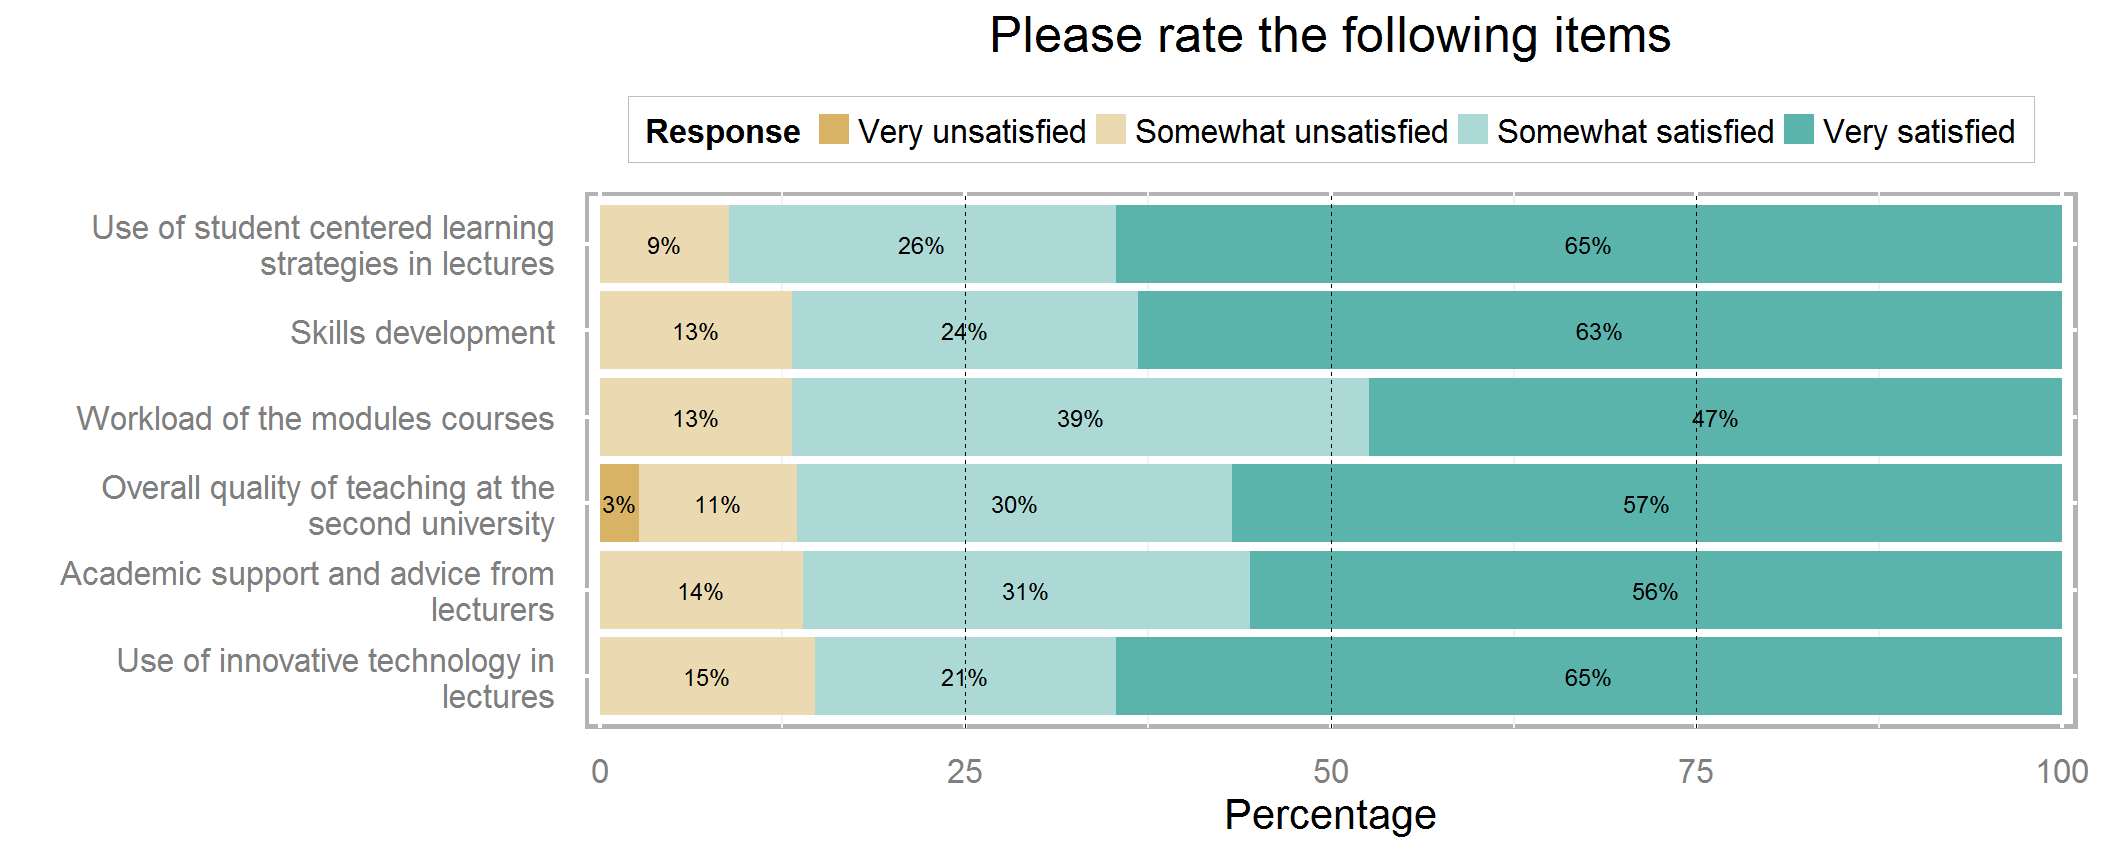 Please rate the following items
Response Very unsatisfied Somewhat unsatisfied Somewhat satisfied Very satisfied
Use of student centered learning
strategies in lectures
9% 26% 65%
Skills development
13% 24% 63%
Workload of the modules courses
13% 39% 47%
Overall quality of teaching at the
second university
3% 11% 30% 57%
Academic support and advice from
lecturers
14% 31% 56%
Use of innovative technology in
lectures
15% 21% 65%
0 25 50 75 100
Percentage